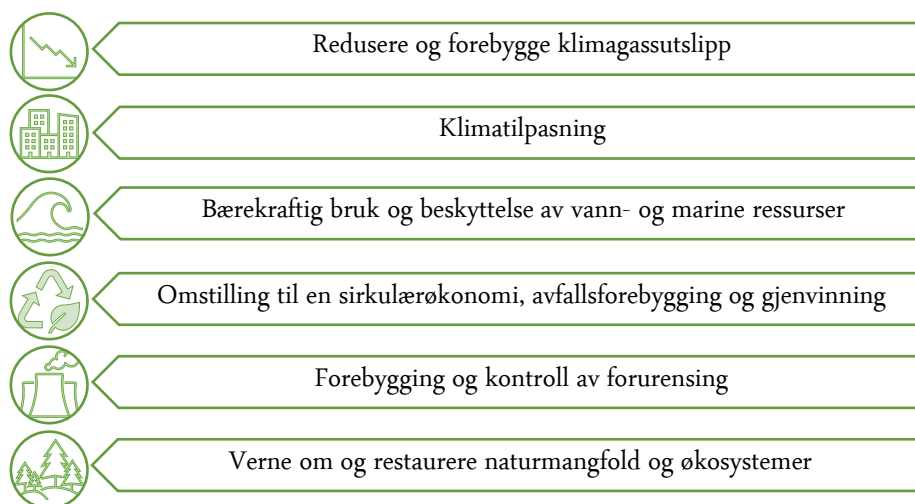 Redusere og forebygge klimagassutslipp
Klimatilpasning
Bærekraftig bruk og beskyttelse av vann- og marine ressurser
Omstilling til en sirkulærøkonomi, avfallsforebygging og gjenvinning
Forebygging og kontroll av forurensing
Verne om og restaurere naturmangfold og økosystemer